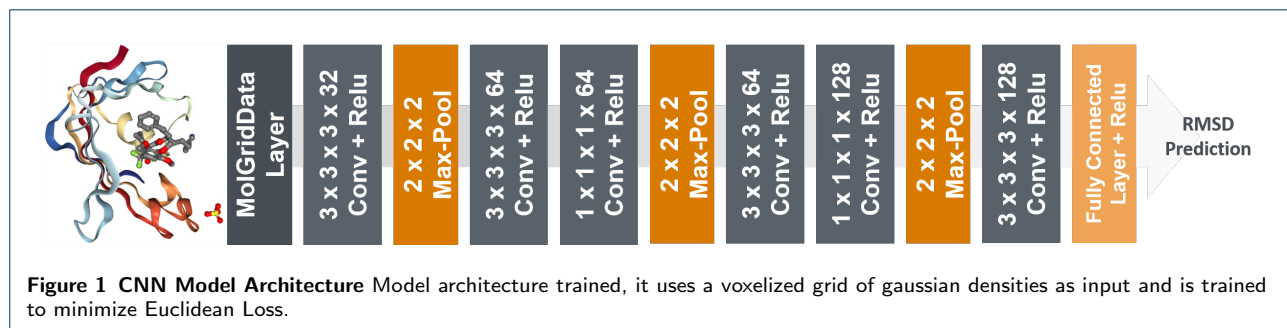 MolGridData
Layer
3 x 3 x 3 x 32
Conv + Relu
2 x 2 x 2
Max-Pool
3 x 3 x 3 x 64
Conv + Relu
1 x 1 x 1 x 64
Conv + Relu
2 x 2 x 2
Max-Pool
3 x 3 x 3 x 64
Conv + Relu
1 x 1 x 1 x 128
Conv + Relu
2 x 2 x 2
Max-Pool
3 x 3 x 3 x 128
Conv + Relu
Fully Connected
Layer + Relu
RMSD
Prediction
Figure 1 CNN Model Architecture Model architecture trained, it uses a voxelized grid of gaussian densities as input and is trained
to minimize Euclidean Loss.